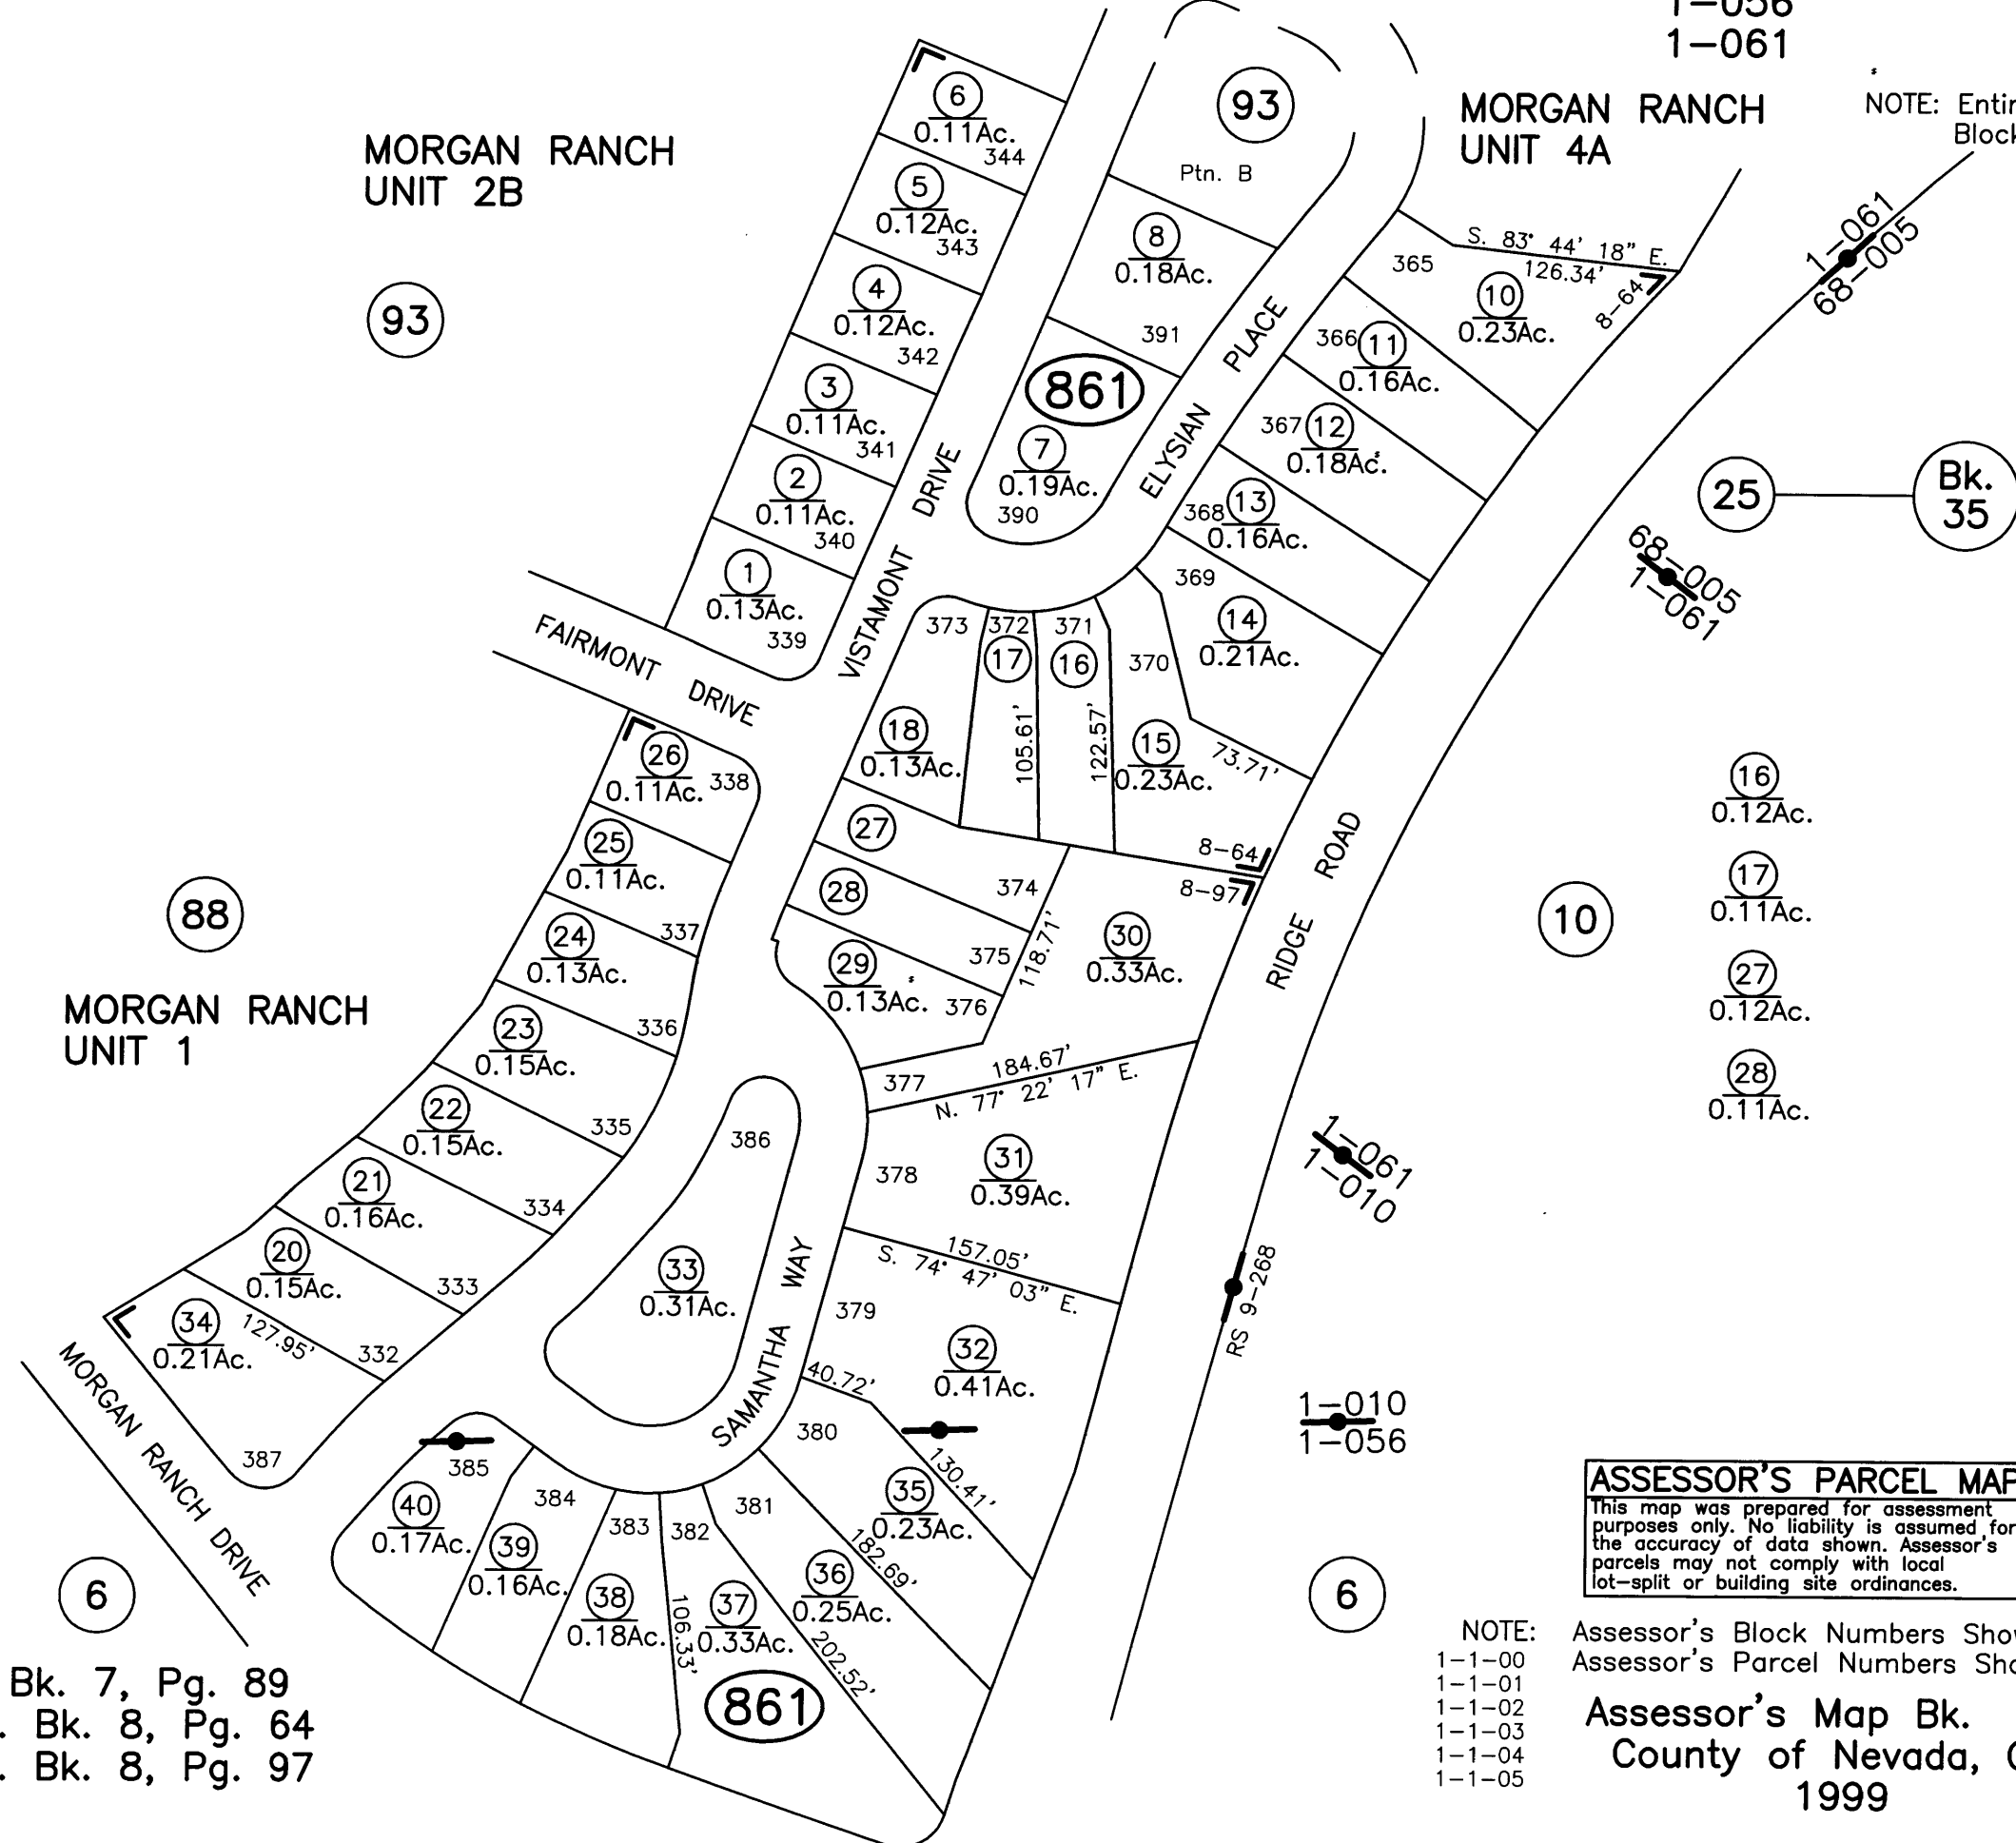 1-056
1-061
MORGAN RANCH
UNIT 2B
93
6
0.11Ac.
344
5
0.12Ac.
343
4
0.12Ac.
342
3
0.11Ac.
341
2
0.11Ac.
340
1
0.13Ac.
339
93
Ptn. B
8
0.18Ac.
391
861
7
0.19Ac.
390
MORGAN RANCH
UNIT 4A
NOTE:
Block
S. 83° 44' 18" E.
126.34'
8-64
365
10
0.23Ac.
366
11
0.16Ac.
367
12
0.18Ac.
368
13
0.16Ac.
369
14
0.21Ac.
1-061
68-005
25
Bk.
35
68-005
1-061
VISTAMONT DRIVE
ELYSIAN PLACE
FAIRMONT DRIVE
373
372
371
370
17
16
18
0.13Ac.
105.61'
122.57'
15
0.23Ac.
73.71'
8-64
8-97
26
0.11Ac.
338
25
0.11Ac.
337
24
0.13Ac.
336
23
0.15Ac.
335
22
0.15Ac.
334
21
0.16Ac.
333
20
0.15Ac.
332
34
0.21Ac.
127.95'
387
27
374
28
375
29
0.13Ac.
376
118.71'
30
0.33Ac.
RIDGE ROAD
377
184.67'
N. 77° 22' 17" E.
378
31
0.39Ac.
157.05'
S. 74° 47' 03" E.
379
32
0.41Ac.
40.72'
386
33
0.31Ac.
SAMANTHA WAY
88
MORGAN RANCH
UNIT 1
MORGAN RANCH DRIVE
10
16
0.12Ac.
17
0.11Ac.
27
0.12Ac.
28
0.11Ac.
1-061
1-010
RS 9-268
1-010
1-056
380
130.41'
35
0.23Ac.
182.69'
381
36
0.25Ac.
202.52'
382
37
0.33Ac.
106.33'
383
38
0.18Ac.
384
39
0.16Ac.
385
40
0.17Ac.
861
6
6
Bk. 7, Pg. 89
. Bk. 8, Pg. 64
. Bk. 8, Pg. 97
ASSESSOR'S PARCEL MAP
This map was prepared for assessment
purposes only. No liability is assumed for
the accuracy of data shown. Assessor's
parcels may not comply with local
lot-split or building site ordinances.
NOTE: Assessor's Block Numbers
Assessor's Parcel Numbers
1-1-00
1-1-01
1-1-02
1-1-03
1-1-04
1-1-05
Assessor's Map Bk.
County of Nevada,
1999